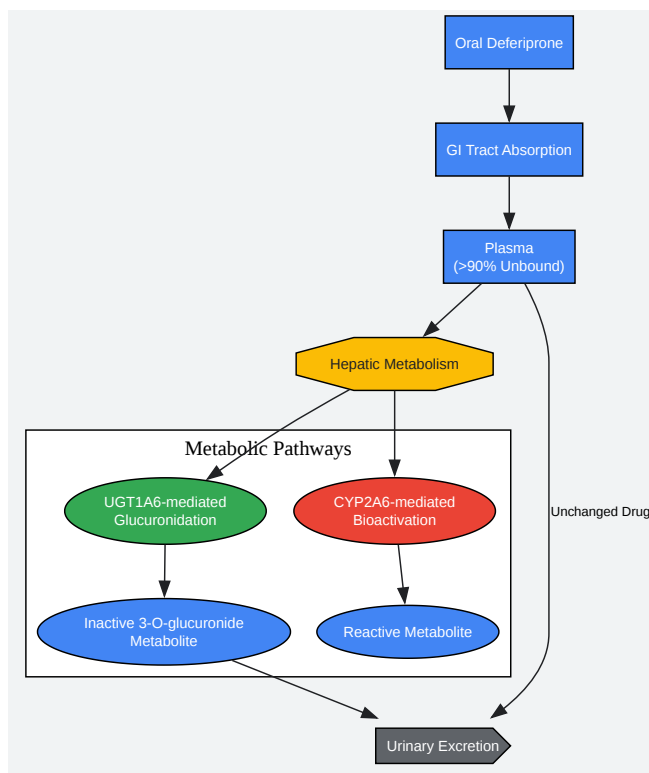 Oral Deferiprone
GI Tract Absorption
Plasma
(>90% Unbound)
Hepatic Metabolism
Metabolic Pathways
UGT1A6-mediated
Glucuronidation
CYP2A6-mediated
Bioactivation
Unchanged Drug
Inactive 3-O-glucuronide
Metabolite
Reactive Metabolite
Urinary Excretion